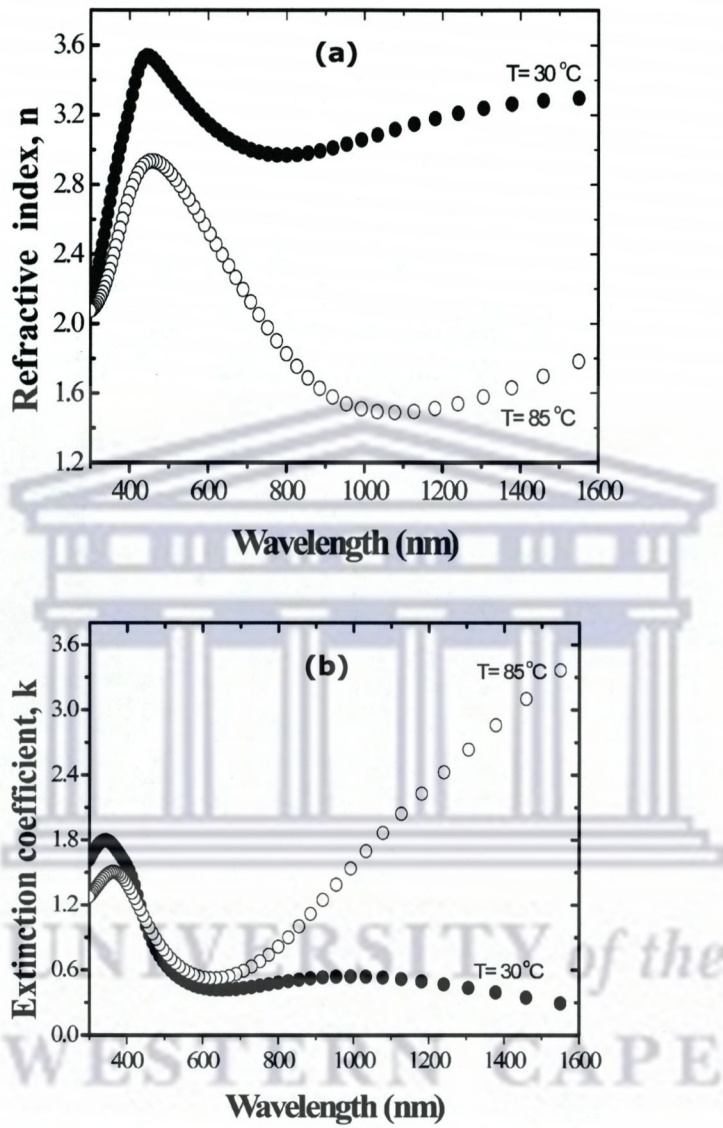 (a)
T= 30 °C
T= 85 °C
Refractive index, n
3.6
3.2
2.8
2.4
2.0
1.6
1.2
400 600 800 1000 1200 1400 1600
Wavelength (nm)
(b)
T= 85 °C
T= 30°C
Extinction coefficient, k
3.6
3.0
2.4
1.8
1.2
0.6
0.0
400 600 800 1000 1200 1400 1600
Wavelength (nm)
UNIVERSITY of the
WESTERN CAPE